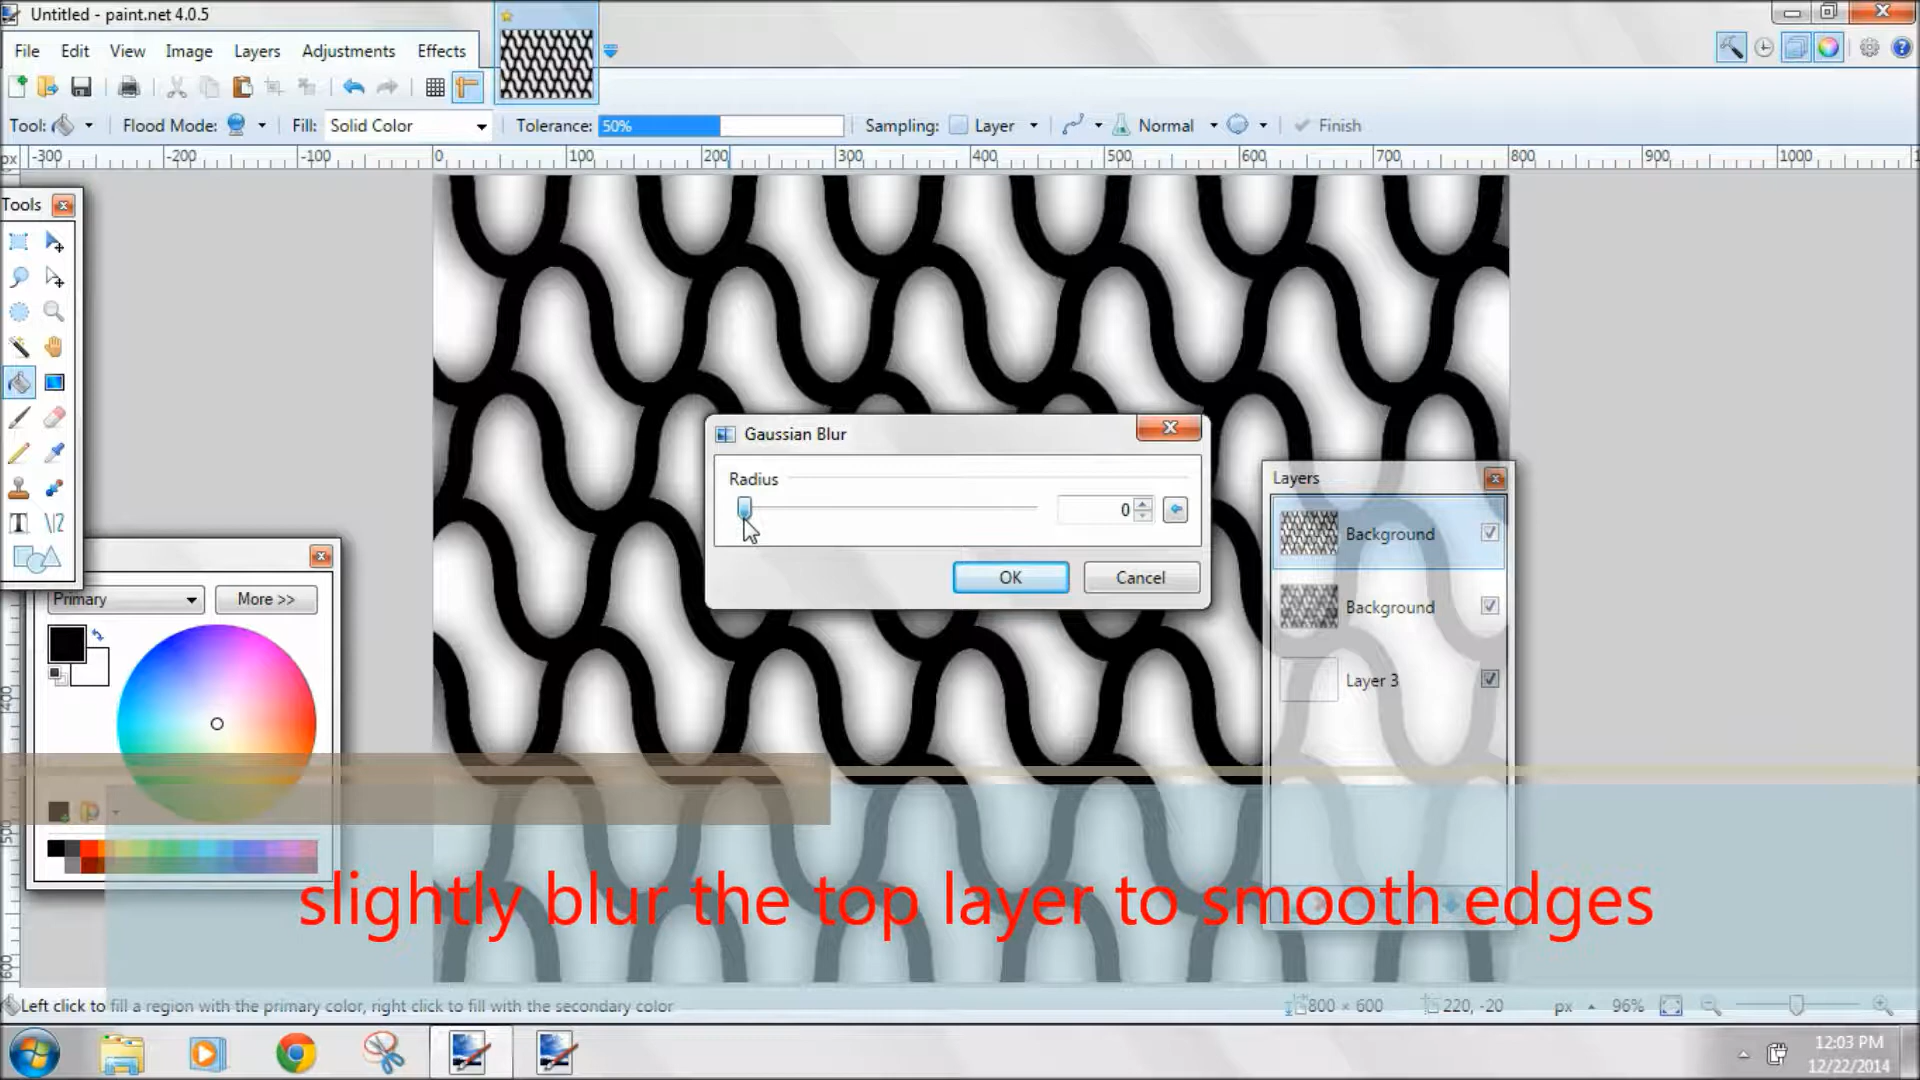 Untitled - paint.net 4.0.5
File Edit View Image Layers Adjustments Effects
Tool: Flood Mode: Fill: Solid Color Tolerance: 50% Sampling: Layer Normal Finish
px -300 -200 -100 0 100 200 300 400 500 600 700 800 900 1000
Tools
Gaussian Blur
Radius
0
OK Cancel
Layers
Background
Background
Layer 3
Primary More >>
400
500
600
slightly blur the top layer to smooth edges
Left click to fill a region with the primary color, right click to fill with the secondary color
800 × 600 220, -20 px 96%
12:03 PM
12/22/2014